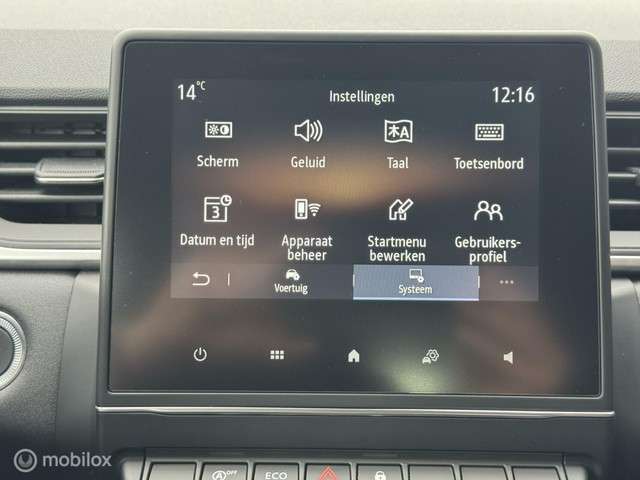 14°C
Instellingen
12:16
Scherm
Geluid
Taal
Toetsenbord
Datum en tijd
Apparaat
beheer
Startmenu
bewerken
Gebruikers-
profiel
Voertuig
Systeem
OFF
ECO
mobilox